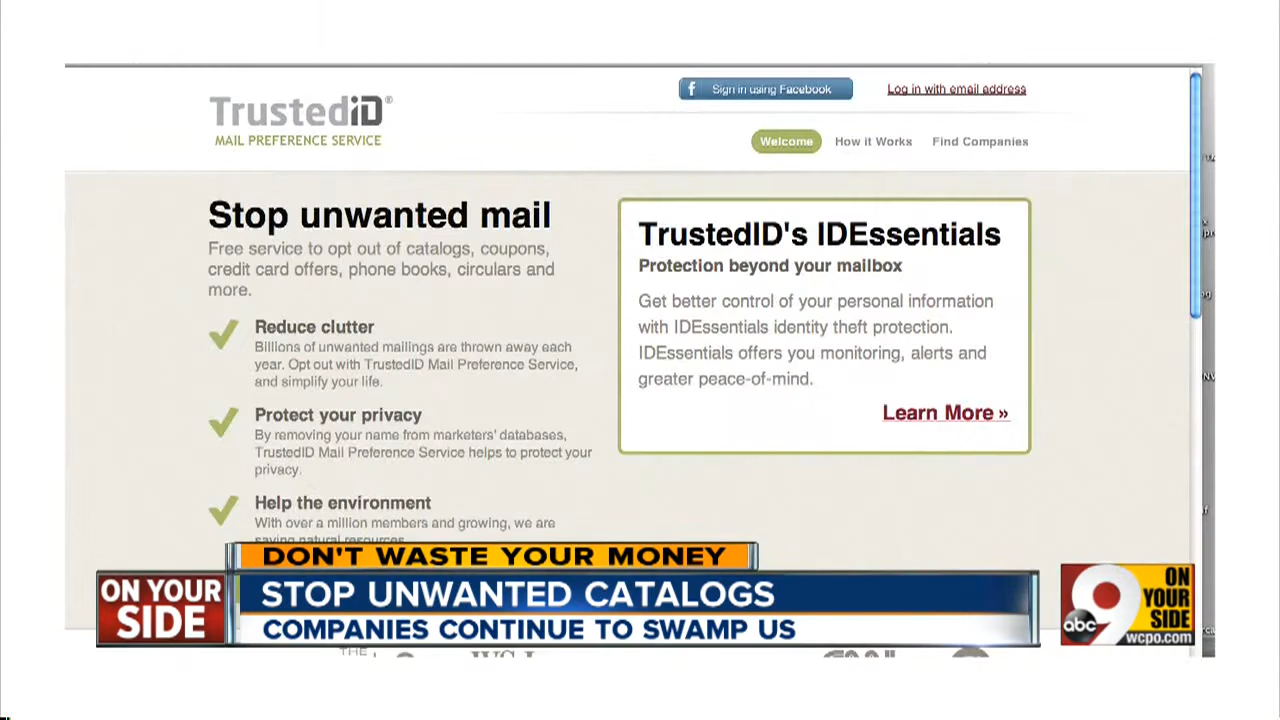 Sign in using Facebook
Log in with email address
TrustedID®
MAIL PREFERENCE SERVICE
Welcome
How it Works
Find Companies
Stop unwanted mail
Free service to opt out of catalogs, coupons,
credit card offers, phone books, circulars and
more.
Reduce clutter
Billlions of unwanted mailings are thrown away each
year. Opt out with TrustedID Mail Preference Service,
and simplify your life.
Protect your privacy
By removing your name from marketers' databases,
TrustedID Mail Preference Service helps to protect your
privacy.
Help the environment
With over a million members and growing, we are
saving natural resources
TrustedID's IDEssentials
Protection beyond your mailbox
Get better control of your personal information
with IDEssentials identity theft protection.
IDEssentials offers you monitoring, alerts and
greater peace-of-mind.
Learn More »
DON'T WASTE YOUR MONEY
ON YOUR
SIDE
STOP UNWANTED CATALOGS
COMPANIES CONTINUE TO SWAMP US
abc
9
ON
YOUR
SIDE
wcpo.com
THE